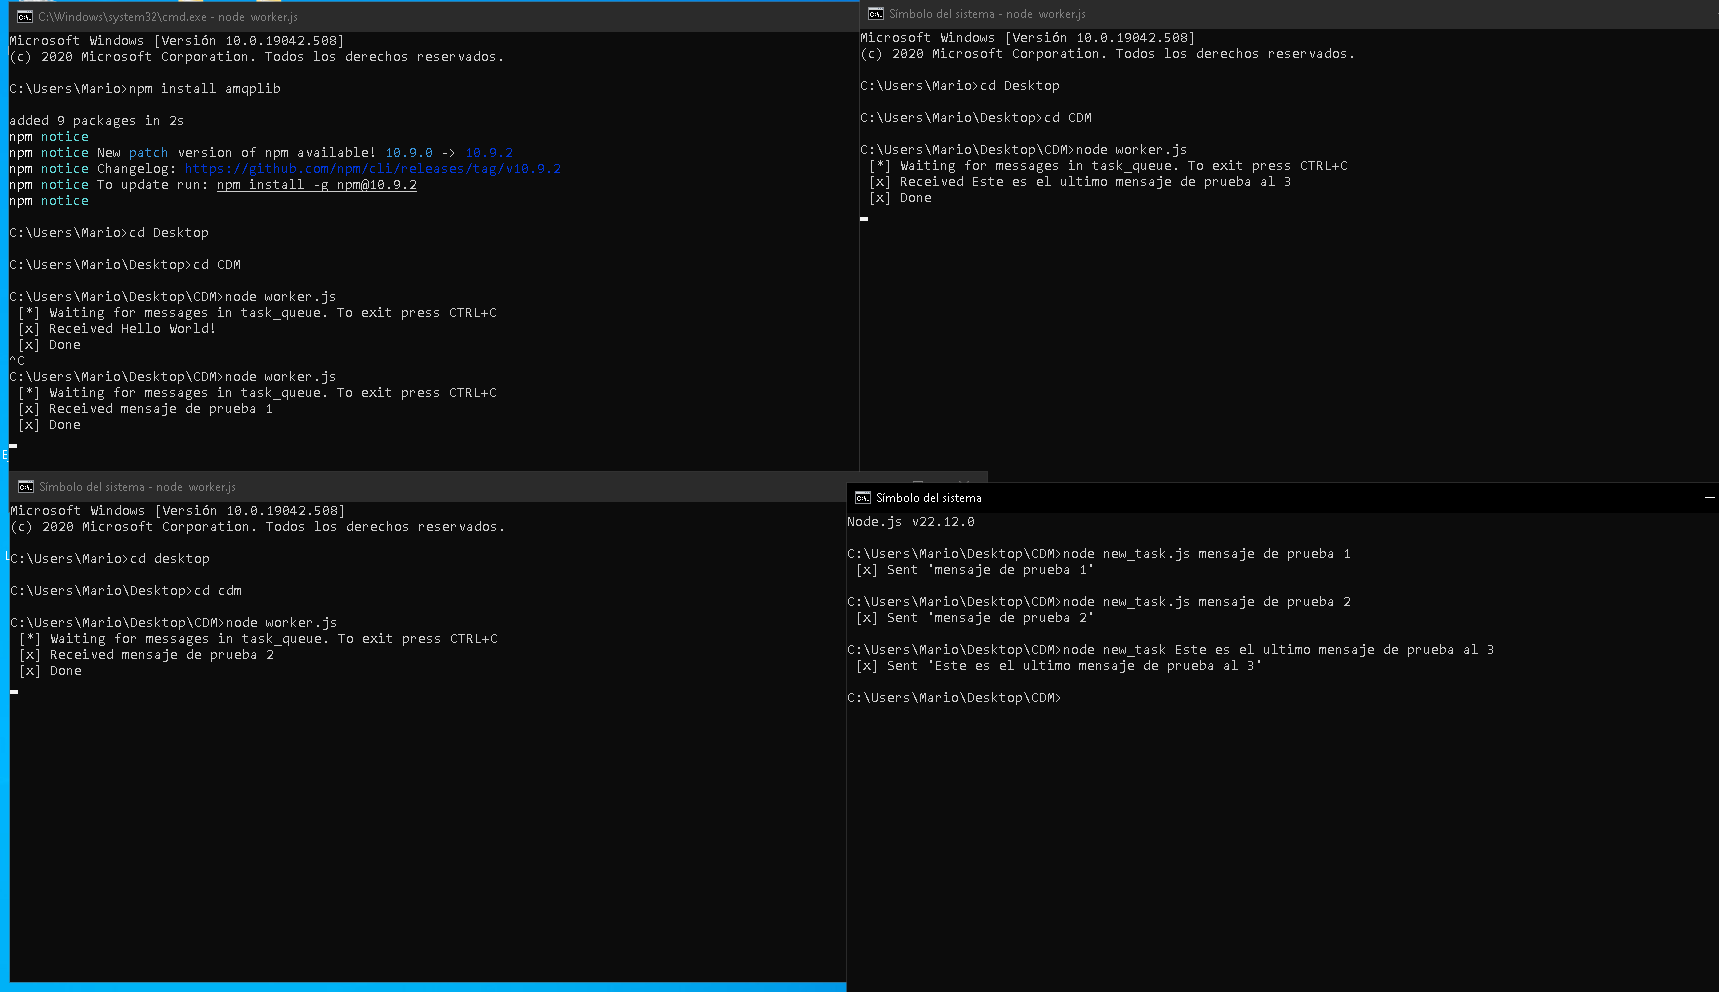 C:\Windows\system32\cmd.exe - node  worker.js
Microsoft Windows [Versión 10.0.19042.508]
(c) 2020 Microsoft Corporation. Todos los derechos reservados.
C:\Users\Mario>npm install amqplib
added 9 packages in 2s
npm notice
npm notice New patch version of npm available! 10.9.0 -> 10.9.2
npm notice Changelog: https://github.com/npm/cli/releases/tag/v10.9.2
npm notice To update run: npm install -g npm@10.9.2
npm notice
C:\Users\Mario>cd Desktop
C:\Users\Mario\Desktop>cd CDM
C:\Users\Mario\Desktop\CDM>node worker.js
[*] Waiting for messages in task_queue. To exit press CTRL+C
[x] Received Hello World!
[x] Done
^C
C:\Users\Mario\Desktop\CDM>node worker.js
[*] Waiting for messages in task_queue. To exit press CTRL+C
[x] Received mensaje de prueba 1
[x] Done
Símbolo del sistema - node  worker.js
Microsoft Windows [Versión 10.0.19042.508]
(c) 2020 Microsoft Corporation. Todos los derechos reservados.
C:\Users\Mario>cd Desktop
C:\Users\Mario\Desktop>cd CDM
C:\Users\Mario\Desktop\CDM>node worker.js
[*] Waiting for messages in task_queue. To exit press CTRL+C
[x] Received Este es el ultimo mensaje de prueba al 3
[x] Done
Símbolo del sistema - node  worker.js
Microsoft Windows [Versión 10.0.19042.508]
(c) 2020 Microsoft Corporation. Todos los derechos reservados.
C:\Users\Mario>cd desktop
C:\Users\Mario\Desktop>cd cdm
C:\Users\Mario\Desktop\CDM>node worker.js
[*] Waiting for messages in task_queue. To exit press CTRL+C
[x] Received mensaje de prueba 2
[x] Done
Símbolo del sistema
Node.js v22.12.0
C:\Users\Mario\Desktop\CDM>node new_task.js mensaje de prueba 1
[x] Sent 'mensaje de prueba 1'
C:\Users\Mario\Desktop\CDM>node new_task.js mensaje de prueba 2
[x] Sent 'mensaje de prueba 2'
C:\Users\Mario\Desktop\CDM>node new_task Este es el ultimo mensaje de prueba al 3
[x] Sent 'Este es el ultimo mensaje de prueba al 3'
C:\Users\Mario\Desktop\CDM>